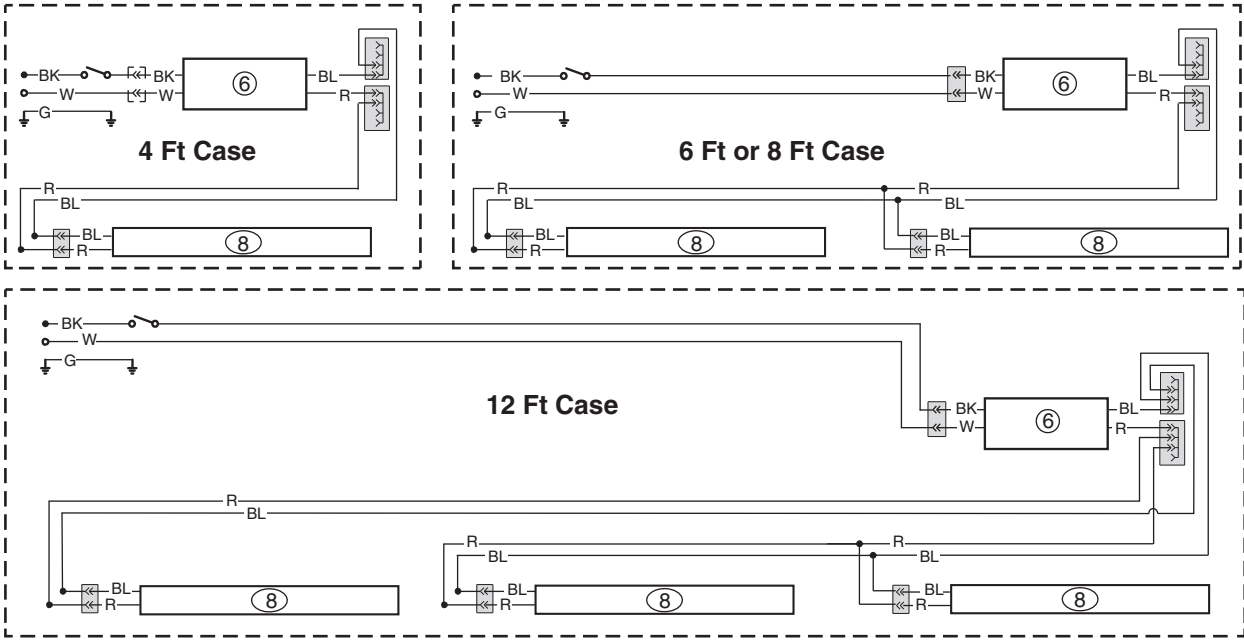 BK BK 6 BL
W W R
G
4 Ft Case
R
BL
BL 8
R
BK BK 6 BL
W W R
G
6 Ft or 8 Ft Case
R R
BL BL
BL 8 BL 8
R R
BK
W
G
12 Ft Case
BK 6 BL
W R
R
BL
R R
BL BL
BL 8 BL 8 BL 8
R R R